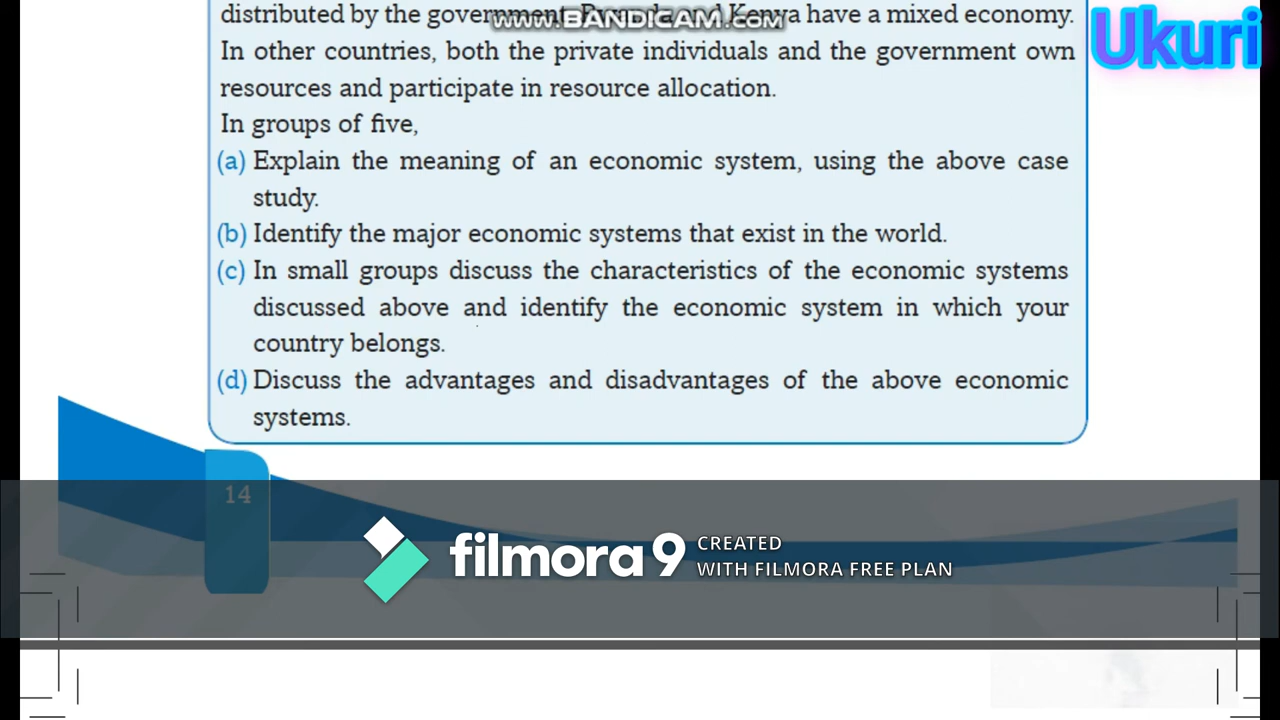 distributed by the government. and Kenya have a mixed economy.
www.BANDICAM.com
Ukuri
In other countries, both the private individuals and the government own
resources and participate in resource allocation.
In groups of five,
(a) Explain the meaning of an economic system, using the above case
study.
(b) Identify the major economic systems that exist in the world.
(c) In small groups discuss the characteristics of the economic systems
discussed above and identify the economic system in which your
country belongs.
(d) Discuss the advantages and disadvantages of the above economic
systems.
14
filmora 9 CREATED
WITH FILMORA FREE PLAN